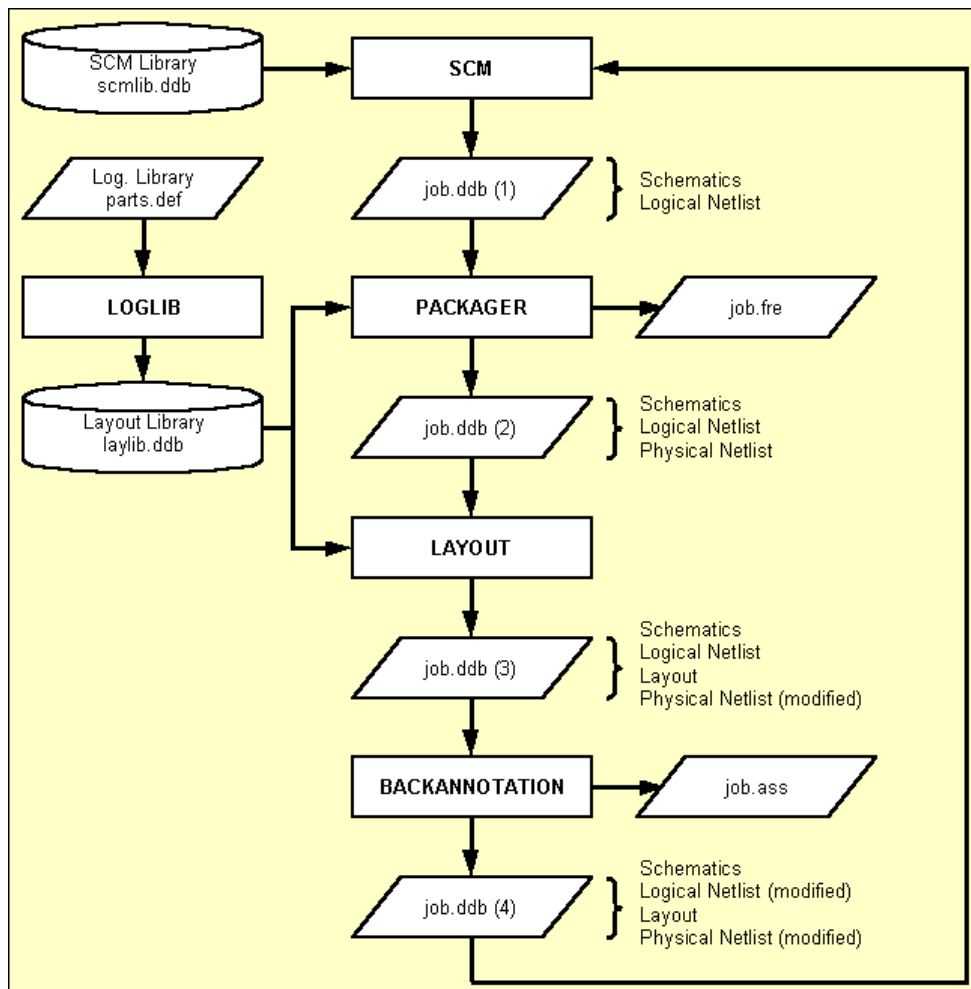 SCM Library
scmlib.ddb
SCM
Log. Library
parts.def
job.ddb (1)
Schematics
Logical Netlist
LOGLIB
PACKAGER
job.fre
Layout Library
laylib.ddb
job.ddb (2)
Schematics
Logical Netlist
Physical Netlist
LAYOUT
job.ddb (3)
Schematics
Logical Netlist
Layout
Physical Netlist (modified)
BACKANNOTATION
job.ass
job.ddb (4)
Schematics
Logical Netlist (modified)
Layout
Physical Netlist (modified)